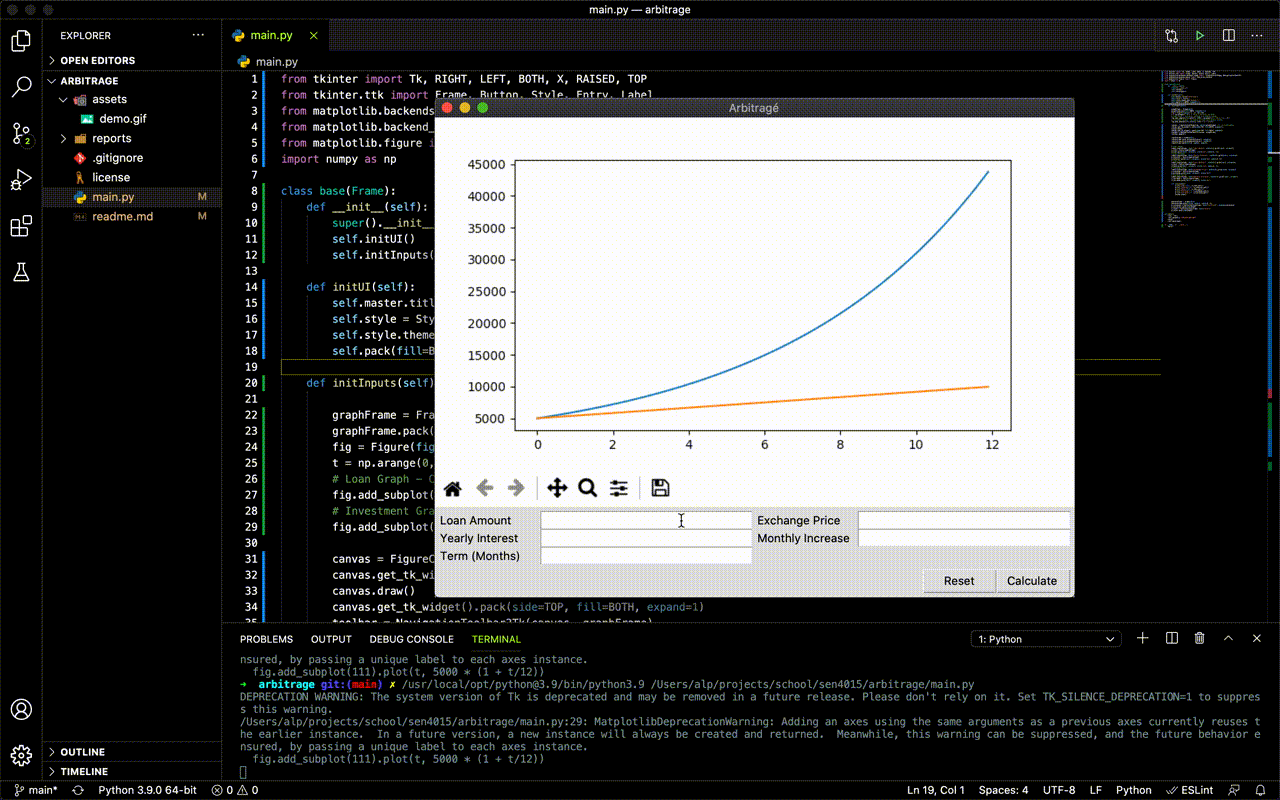 main.py — arbitrage
EXPLORER
OPEN EDITORS
ARBITRAGE
assets
demo.gif
reports
.gitignore
license
main.py M
readme.md M
OUTLINE
TIMELINE
2
main.py
main.py
1 from tkinter import Tk, RIGHT, LEFT, BOTH, X, RAISED, TOP
2 from tkinter.ttk import Frame, Button, Style, Entry, Label
3 from matplotlib.backends
4 from matplotlib.backend_
5 from matplotlib.figure i
6 import numpy as np
7
8 class base(Frame):
9 def __init__(self):
10 super().__init__
11 self.initUI()
12 self.initInputs(
13
14 def initUI(self):
15 self.master.titl
16 self.style = Sty
17 self.style.theme
18 self.pack(fill=B
19
20 def initInputs(self)
21
22 graphFrame = Fra
23 graphFrame.pack(
24 fig = Figure(fig
25 t = np.arange(0,
26 # Loan Graph – C
27 fig.add_subplot(
28 # Investment Gra
29 fig.add_subplot(
30
31 canvas = FigureC
32 canvas.get_tk_wi
33 canvas.draw()
34 canvas.get_tk_widget().pack(side=TOP, fill=BOTH, expand=1)
35 toolbar = NavigationToolbar2Tk(canvas, graphFrame)
Arbitragé
45000
40000
35000
30000
25000
20000
15000
10000
5000
0 2 4 6 8 10 12
Loan Amount Exchange Price
Yearly Interest Monthly Increase
Term (Months)
Reset Calculate
PROBLEMS OUTPUT DEBUG CONSOLE TERMINAL 1: Python
nsured, by passing a unique label to each axes instance.
fig.add_subplot(111).plot(t, 5000 * (1 + t/12))
➜ arbitrage git:(main) ✗ /usr/local/opt/python@3.9/bin/python3.9 /Users/alp/projects/school/sen4015/arbitrage/main.py
DEPRECATION WARNING: The system version of Tk is deprecated and may be removed in a future release. Please don't rely on it. Set TK_SILENCE_DEPRECATION=1 to suppres
s this warning.
/Users/alp/projects/school/sen4015/arbitrage/main.py:29: MatplotlibDeprecationWarning: Adding an axes using the same arguments as a previous axes currently reuses t
he earlier instance. In a future version, a new instance will always be created and returned. Meanwhile, this warning can be suppressed, and the future behavior e
nsured, by passing a unique label to each axes instance.
fig.add_subplot(111).plot(t, 5000 * (1 + t/12))
main* Python 3.9.0 64-bit 0 0 Ln 19, Col 1 Spaces: 4 UTF-8 LF Python ESLint